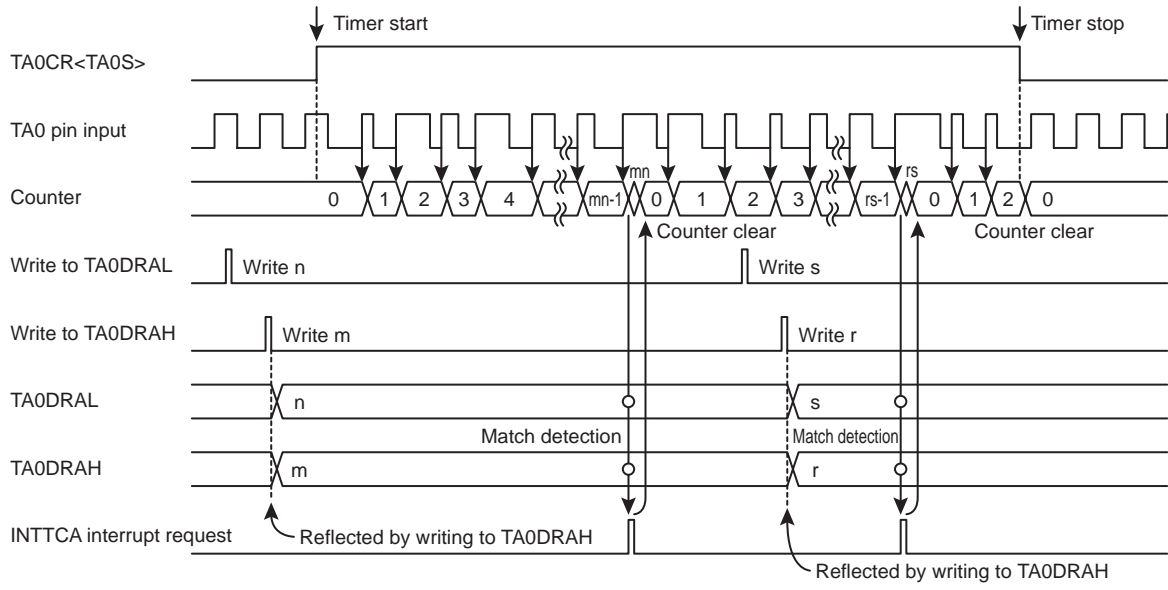 Timer start
Timer stop
TA0CR<TA0S>
TA0 pin input
mn
rs
Counter 0 1 2 3 4 mn-1 0 1 2 3 rs-1 0 1 2 0
Counter clear
Counter clear
Write to TA0DRAL
Write n
Write s
Write to TA0DRAH
Write m
Write r
TA0DRAL
n
s
Match detection
Match detection
TA0DRAH
m
r
INTTCA interrupt request
Reflected by writing to TA0DRAH
Reflected by writing to TA0DRAH